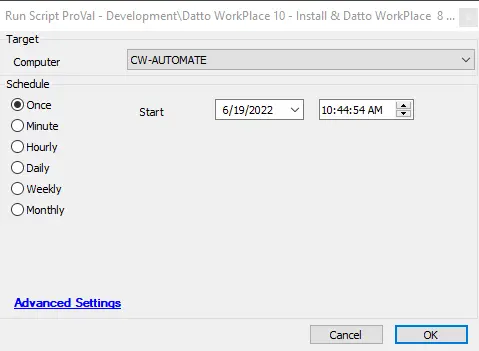 Run Script ProVal - Development\Datto WorkPlace 10 - Install & Datto WorkPlace 8 ...
Target
Computer CW-AUTOMATE
Schedule
Once Start 6/19/2022 10:44:54 AM
Minute
Hourly
Daily
Weekly
Monthly
Advanced Settings
Cancel OK